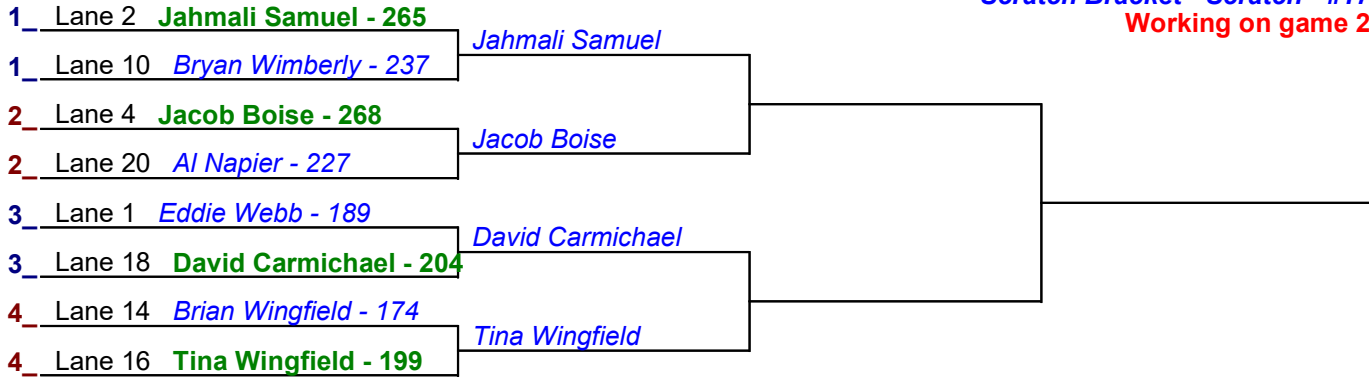 Working on game 2
1_ Lane 2 Jahmali Samuel - 265
Jahmali Samuel
1_ Lane 10 Bryan Wimberly - 237
2_ Lane 4 Jacob Boise - 268
Jacob Boise
2_ Lane 20 Al Napier - 227
3_ Lane 1 Eddie Webb - 189
David Carmichael
3_ Lane 18 David Carmichael - 204
4_ Lane 14 Brian Wingfield - 174
Tina Wingfield
4_ Lane 16 Tina Wingfield - 199